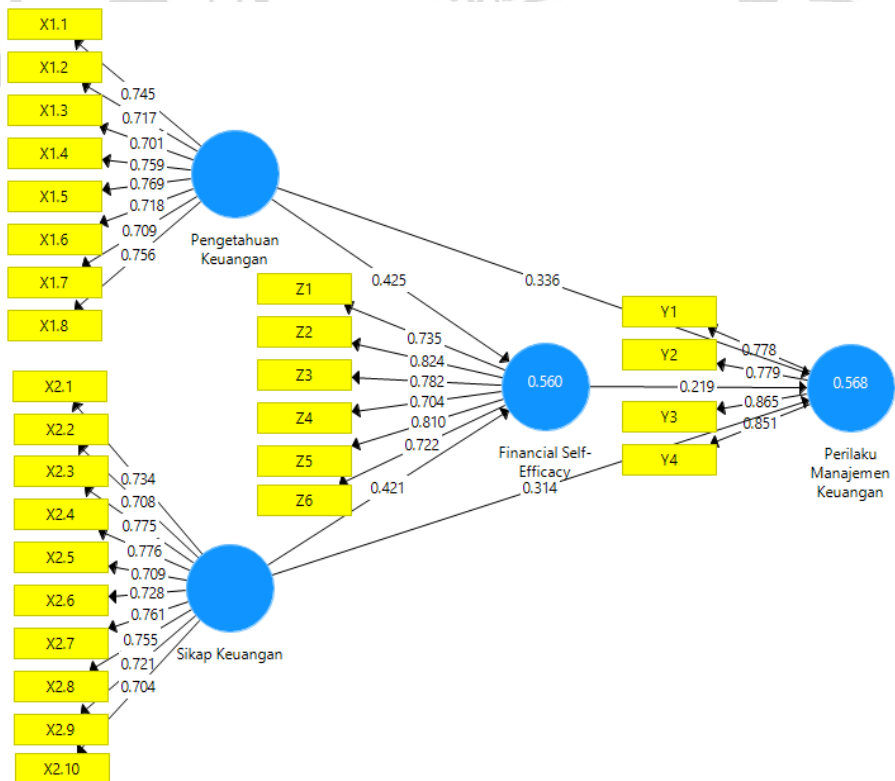 X1.1
X1.2
X1.3
X1.4
X1.5
X1.6
X1.7
X1.8
0.745
0.717
0.701
0.759
0.769
0.718
0.709
0.756
Pengetahuan
Keuangan
0.425
0.336
Z1
Z2
Z3
Z4
Z5
Z6
0.735
0.824
0.782
0.704
0.810
0.722
0.560
Financial Self-
Efficacy
0.219
Y1
Y2
Y3
Y4
0.778
0.779
0.865
0.851
0.568
Perilaku
Manajemen
Keuangan
X2.1
X2.2
X2.3
X2.4
X2.5
X2.6
X2.7
X2.8
X2.9
X2.10
0.734
0.708
0.775
0.776
0.709
0.728
0.761
0.755
0.721
0.704
Sikap Keuangan
0.421
0.314